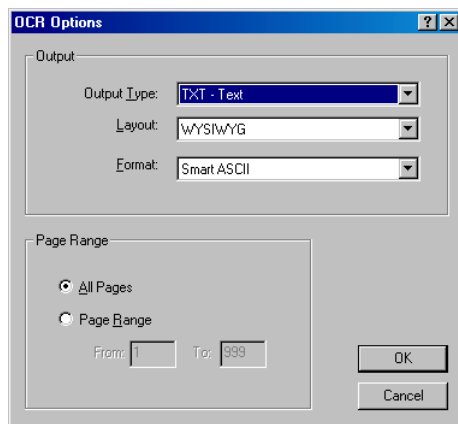 OCR Options
Output
Output Type: TXT - Text
Layout: WYSIWYG
Format: Smart ASCII
Page Range
All Pages
Page Range
From: 1 To: 999
OK
Cancel